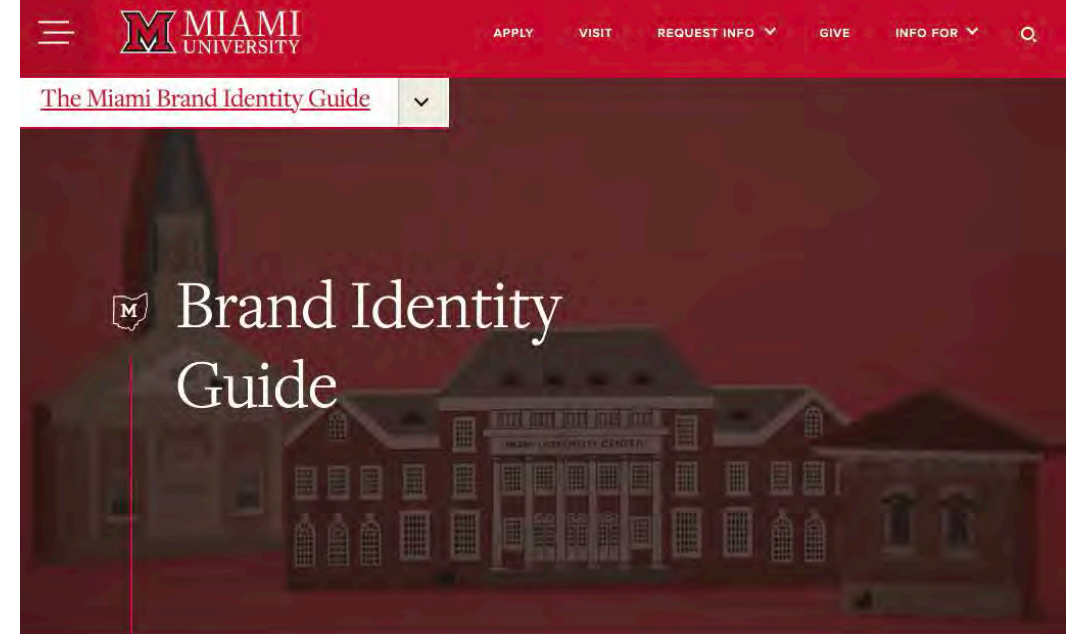 MIAMI
UNIVERSITY
APPLY VISIT REQUEST INFO GIVE INFO FOR
The Miami Brand Identity Guide
M
Brand Identity
Guide